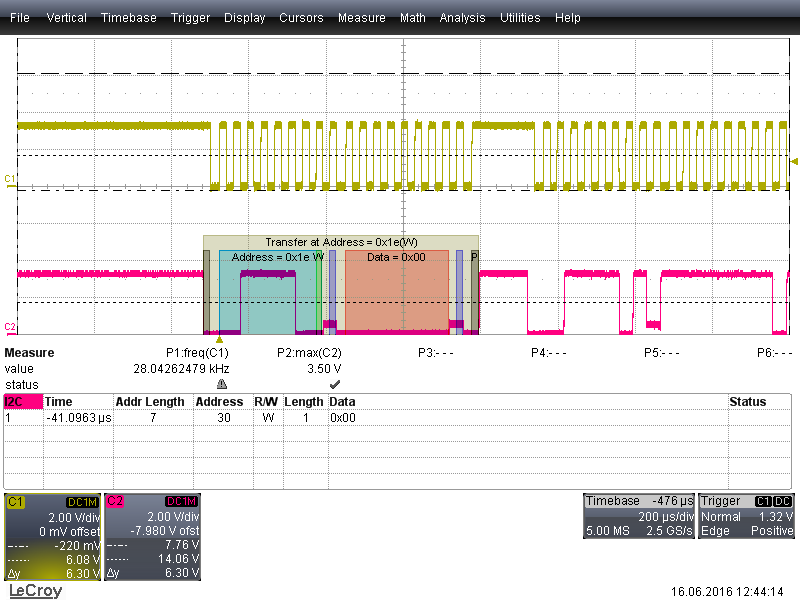 File Vertical Timebase Trigger Display Cursors Measure Math Analysis Utilities Help
C1
Transfer at Address = 0x1e(W)
Address = 0x1e W Data = 0x00 P
C2
Measure P1:freq(C1) P2:max(C2) P3:--- P4:--- P5:--- P6:---
value 28.04262479 kHz 3.50 V
status
I2C Time Addr Length Address R/W Length Data Status
1 -41.0963 µs 7 30 W 1 0x00
C1 DC1M
2.00 V/div
0 mV offset
-220 mV
6.08 V
Δy 6.30 V
C2 DC1M
2.00 V/div
-7.980 V ofst
7.76 V
14.06 V
Δy 6.30 V
Timebase -476 µs
200 µs/div
5.00 MS 2.5 GS/s
Trigger C1 DC
Normal 1.32 V
Edge Positive
LeCroy
16.06.2016 12:44:14